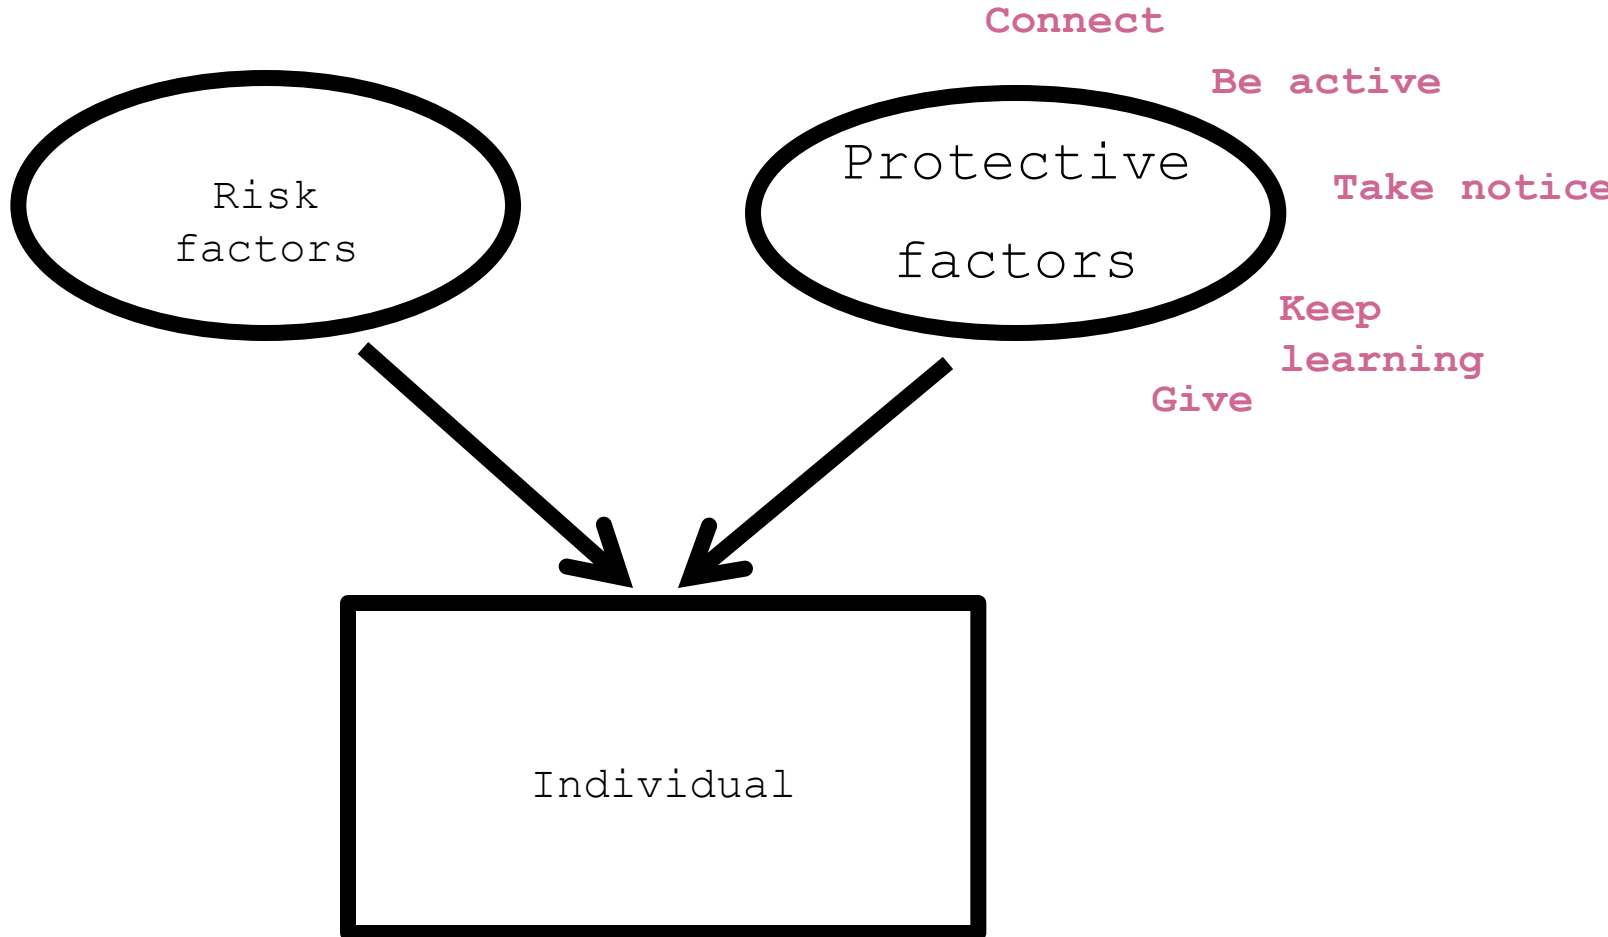 Connect
Be active
Protective
Take notice
Risk
factors
factors
Keep
learning
Give
Individual